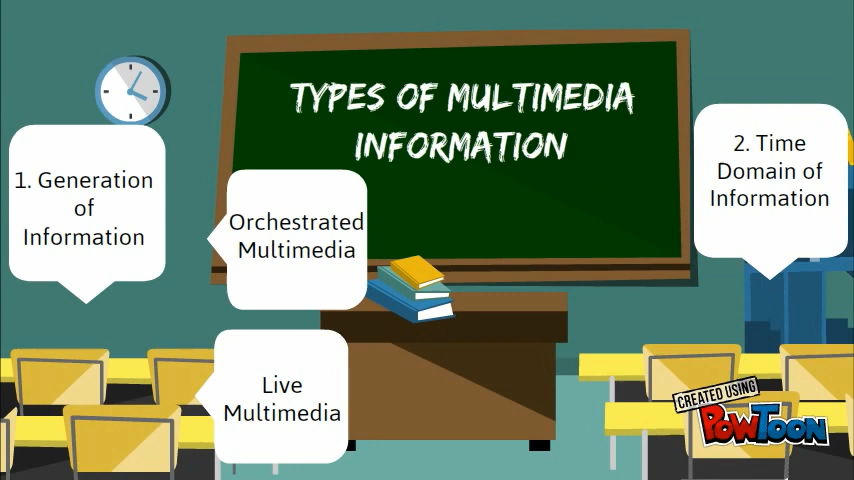 TYPES OF MULTIMEDIA
INFORMATION
1. Generation
of
Information
Orchestrated
Multimedia
Live
Multimedia
2. Time
Domain of
Information
CREATED USING
POWTOON